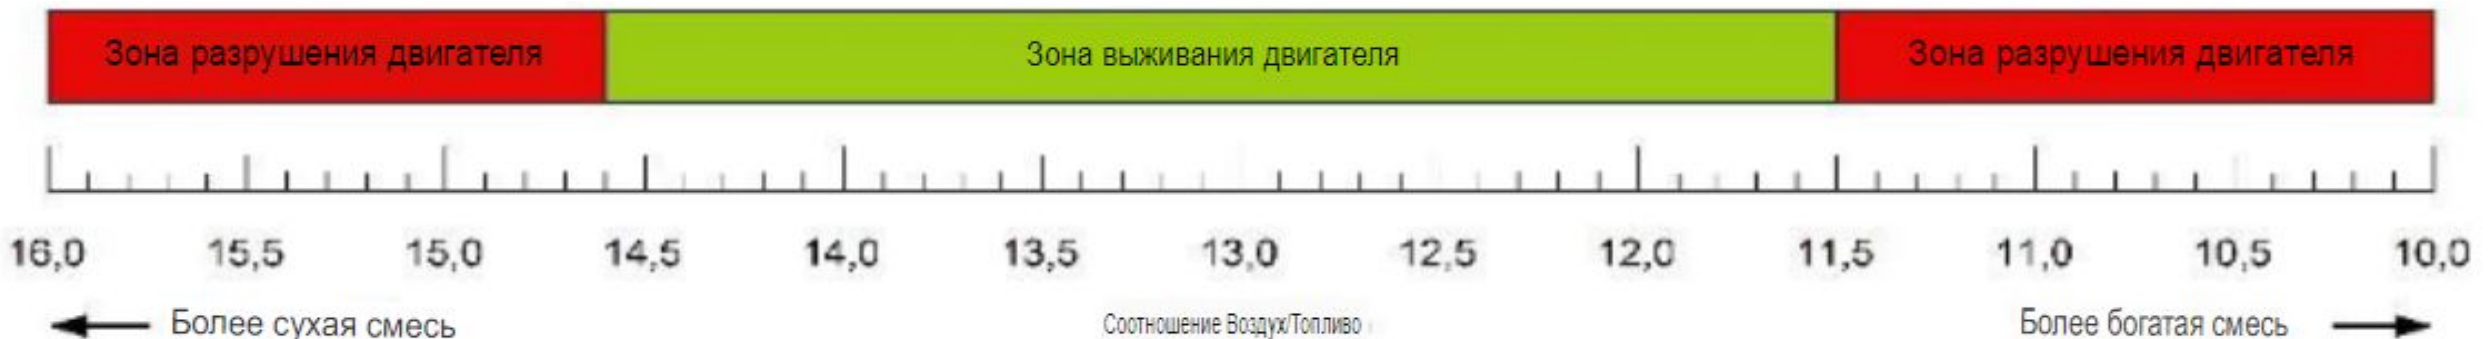 Зона разрушения двигателя Зона выживания двигателя Зона разрушения двигателя
16,0 15,5 15,0 14,5 14,0 13,5 13,0 12,5 12,0 11,5 11,0 10,5 10,0
Более сухая смесь Соотношение Воздух/Топливо Более богатая смесь